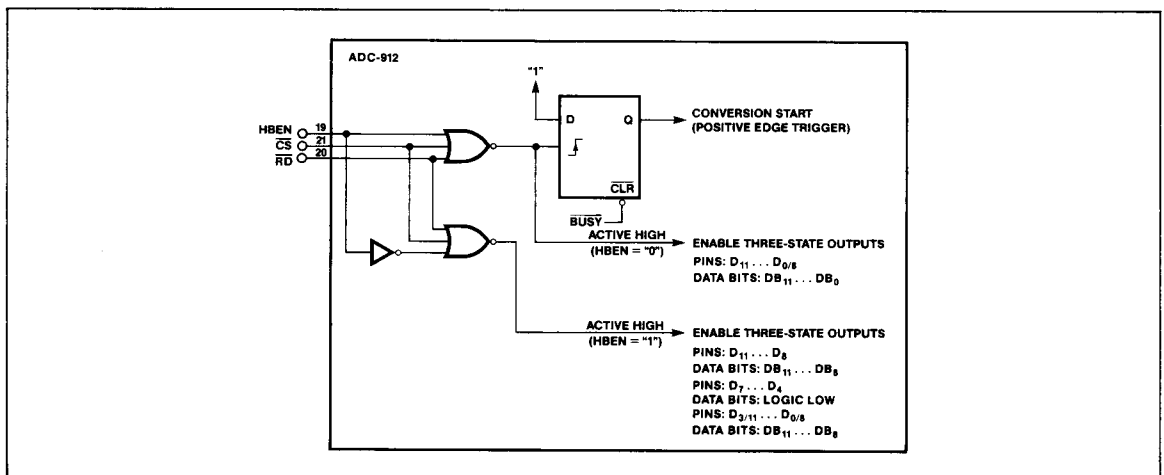 ADC-912
"1"
HBEN 19
CS 21
RD 20
D Q
CLR
BUSY
CONVERSION START
(POSITIVE EDGE TRIGGER)
ACTIVE HIGH
(HBEN = "0")
ENABLE THREE-STATE OUTPUTS
PINS: D11 . . . D0/8
DATA BITS: DB11 . . . DB0
ACTIVE HIGH
(HBEN = "1")
ENABLE THREE-STATE OUTPUTS
PINS: D11 . . . D8
DATA BITS: DB11 . . . DB8
PINS: D7 . . . D4
DATA BITS: LOGIC LOW
PINS: D3/11 . . . D0/8
DATA BITS: DB11 . . . DB8